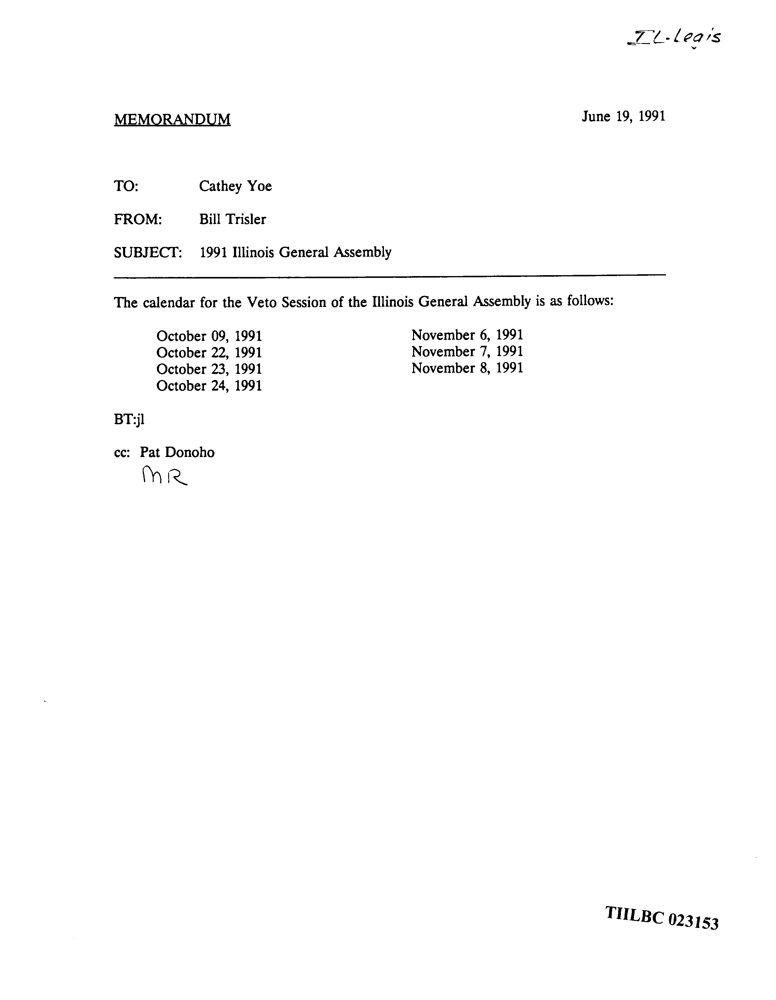 IL-Legis
MEMORANDUM June 19, 1991
TO: Cathey Yoe
FROM: Bill Trisler
SUBJECT: 1991 Illinois General Assembly
The calendar for the Veto Session of the Illinois General Assembly is as follows:
October 09, 1991 November 6, 1991
October 22, 1991 November 7, 1991
October 23, 1991 November 8, 1991
October 24, 1991
BT:jl
cc: Pat Donoho
MR
TIILBC 023153